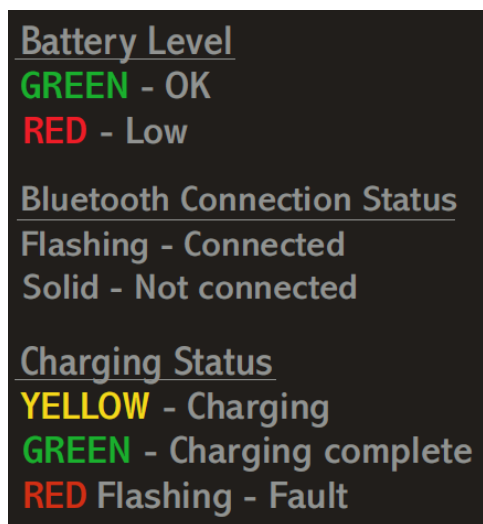 Battery Level
GREEN - OK
RED - Low
Bluetooth Connection Status
Flashing - Connected
Solid - Not connected
Charging Status
YELLOW - Charging
GREEN - Charging complete
RED Flashing - Fault